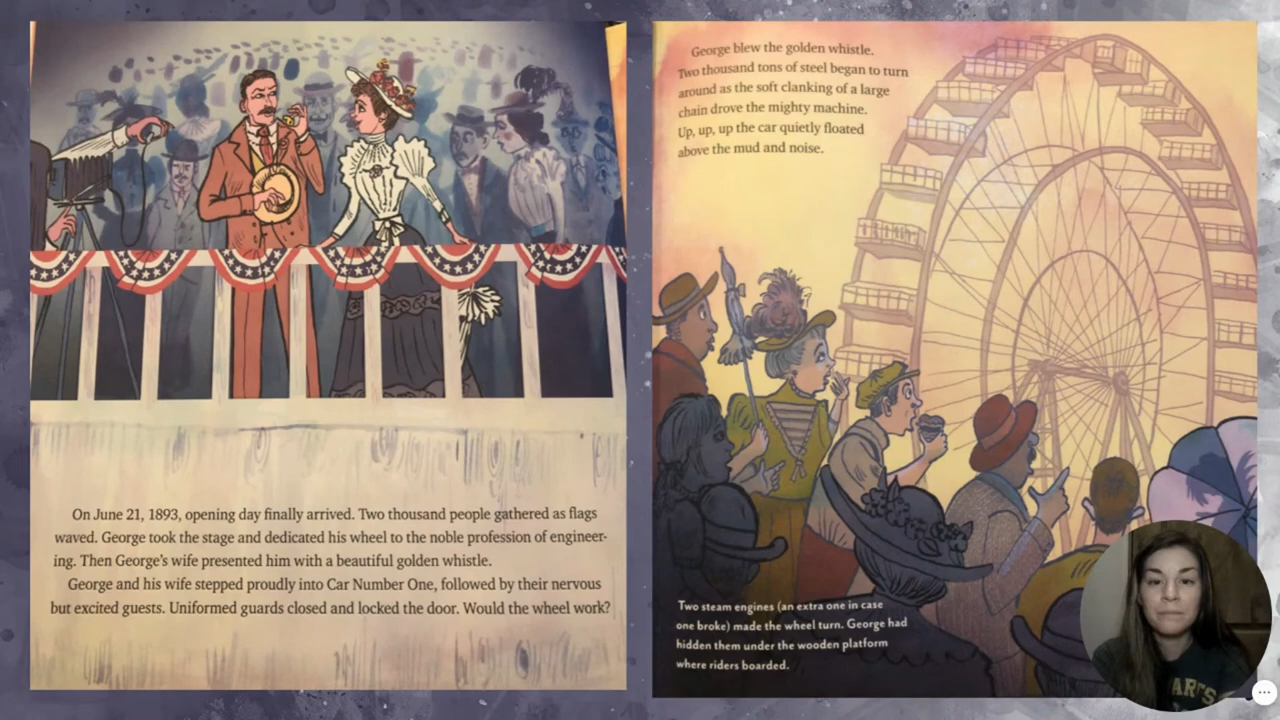 On June 21, 1893, opening day finally arrived. Two thousand people gathered as flags
waved. George took the stage and dedicated his wheel to the noble profession of engineer-
ing. Then George's wife presented him with a beautiful golden whistle.
George and his wife stepped proudly into Car Number One, followed by their nervous
but excited guests. Uniformed guards closed and locked the door. Would the wheel work?
George blew the golden whistle.
Two thousand tons of steel began to turn
around as the soft clanking of a large
chain drove the mighty machine.
Up, up, up the car quietly floated
above the mud and noise.
Two steam engines (an extra one in case
one broke) made the wheel turn. George had
hidden them under the wooden platform
where riders boarded.